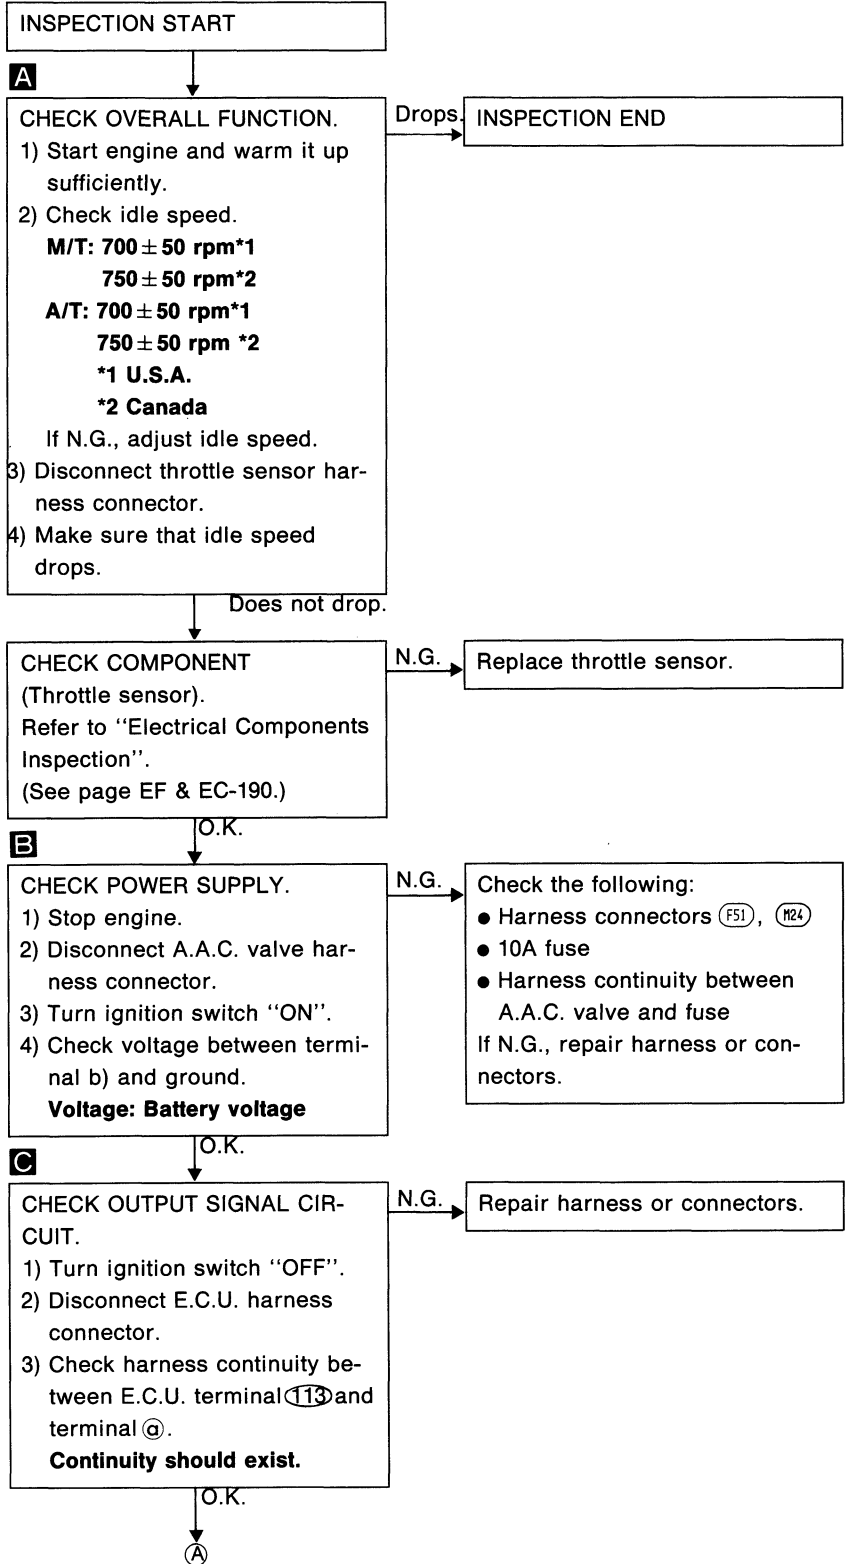 INSPECTION START
A
CHECK OVERALL FUNCTION.
1) Start engine and warm it up
sufficiently.
2) Check idle speed.
M/T: 700 ± 50 rpm*1
750 ± 50 rpm*2
A/T: 700 ± 50 rpm*1
750 ± 50 rpm *2
*1 U.S.A.
*2 Canada
If N.G., adjust idle speed.
3) Disconnect throttle sensor har-
ness connector.
4) Make sure that idle speed
drops.
Drops.
INSPECTION END
Does not drop.
CHECK COMPONENT
(Throttle sensor).
Refer to "Electrical Components
Inspection".
(See page EF & EC-190.)
N.G.
Replace throttle sensor.
O.K.
B
CHECK POWER SUPPLY.
1) Stop engine.
2) Disconnect A.A.C. valve har-
ness connector.
3) Turn ignition switch "ON".
4) Check voltage between termi-
nal b) and ground.
Voltage: Battery voltage
N.G.
Check the following:
● Harness connectors F51, M24
● 10A fuse
● Harness continuity between
A.A.C. valve and fuse
If N.G., repair harness or con-
nectors.
O.K.
C
CHECK OUTPUT SIGNAL CIR-
CUIT.
1) Turn ignition switch "OFF".
2) Disconnect E.C.U. harness
connector.
3) Check harness continuity be-
tween E.C.U. terminal 113 and
terminal ⓐ.
Continuity should exist.
N.G.
Repair harness or connectors.
O.K.
Ⓐ